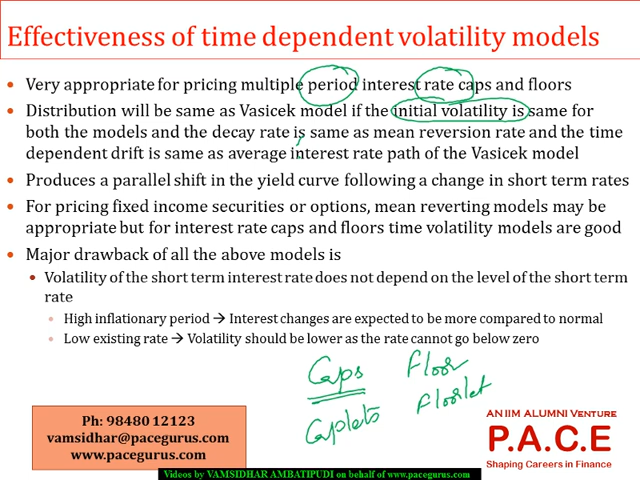 Effectiveness of time dependent volatility models
• Very appropriate for pricing multiple period interest rate caps and floors
• Distribution will be same as Vasicek model if the initial volatility is same for
both the models and the decay rate is same as mean reversion rate and the time
dependent drift is same as average interest rate path of the Vasicek model
• Produces a parallel shift in the yield curve following a change in short term rates
• For pricing fixed income securities or options, mean reverting models may be
appropriate but for interest rate caps and floors time volatility models are good
• Major drawback of all the above models is
• Volatility of the short term interest rate does not depend on the level of the short term
rate
• High inflationary period → Interest changes are expected to be more compared to normal
• Low existing rate → Volatility should be lower as the rate cannot go below zero
Caps Floor
Caplets Floorlet
Ph: 98480 12123
vamsidhar@pacegurus.com
www.pacegurus.com
AN IIM ALUMNI VENTURE
P.A.C.E
Shaping Careers in Finance
Videos by VAMSIDHAR AMBATIPUDI on behalf of www.pacegurus.com